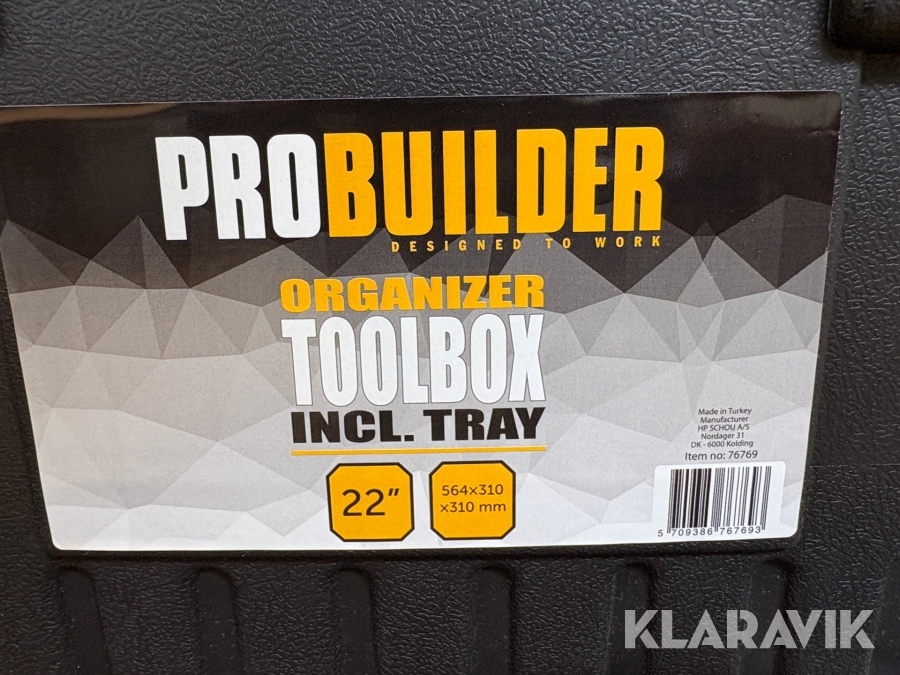 PROBUILDER
DESIGNED TO WORK
ORGANIZER
TOOLBOX
INCL. TRAY
22"
564x310
x310 mm
Made in Turkey
Manufacturer
HP SCHOU A/S
Nordager 31
DK - 6000 Kolding
Item no: 76769
5 709386 767693
KLARAVIK